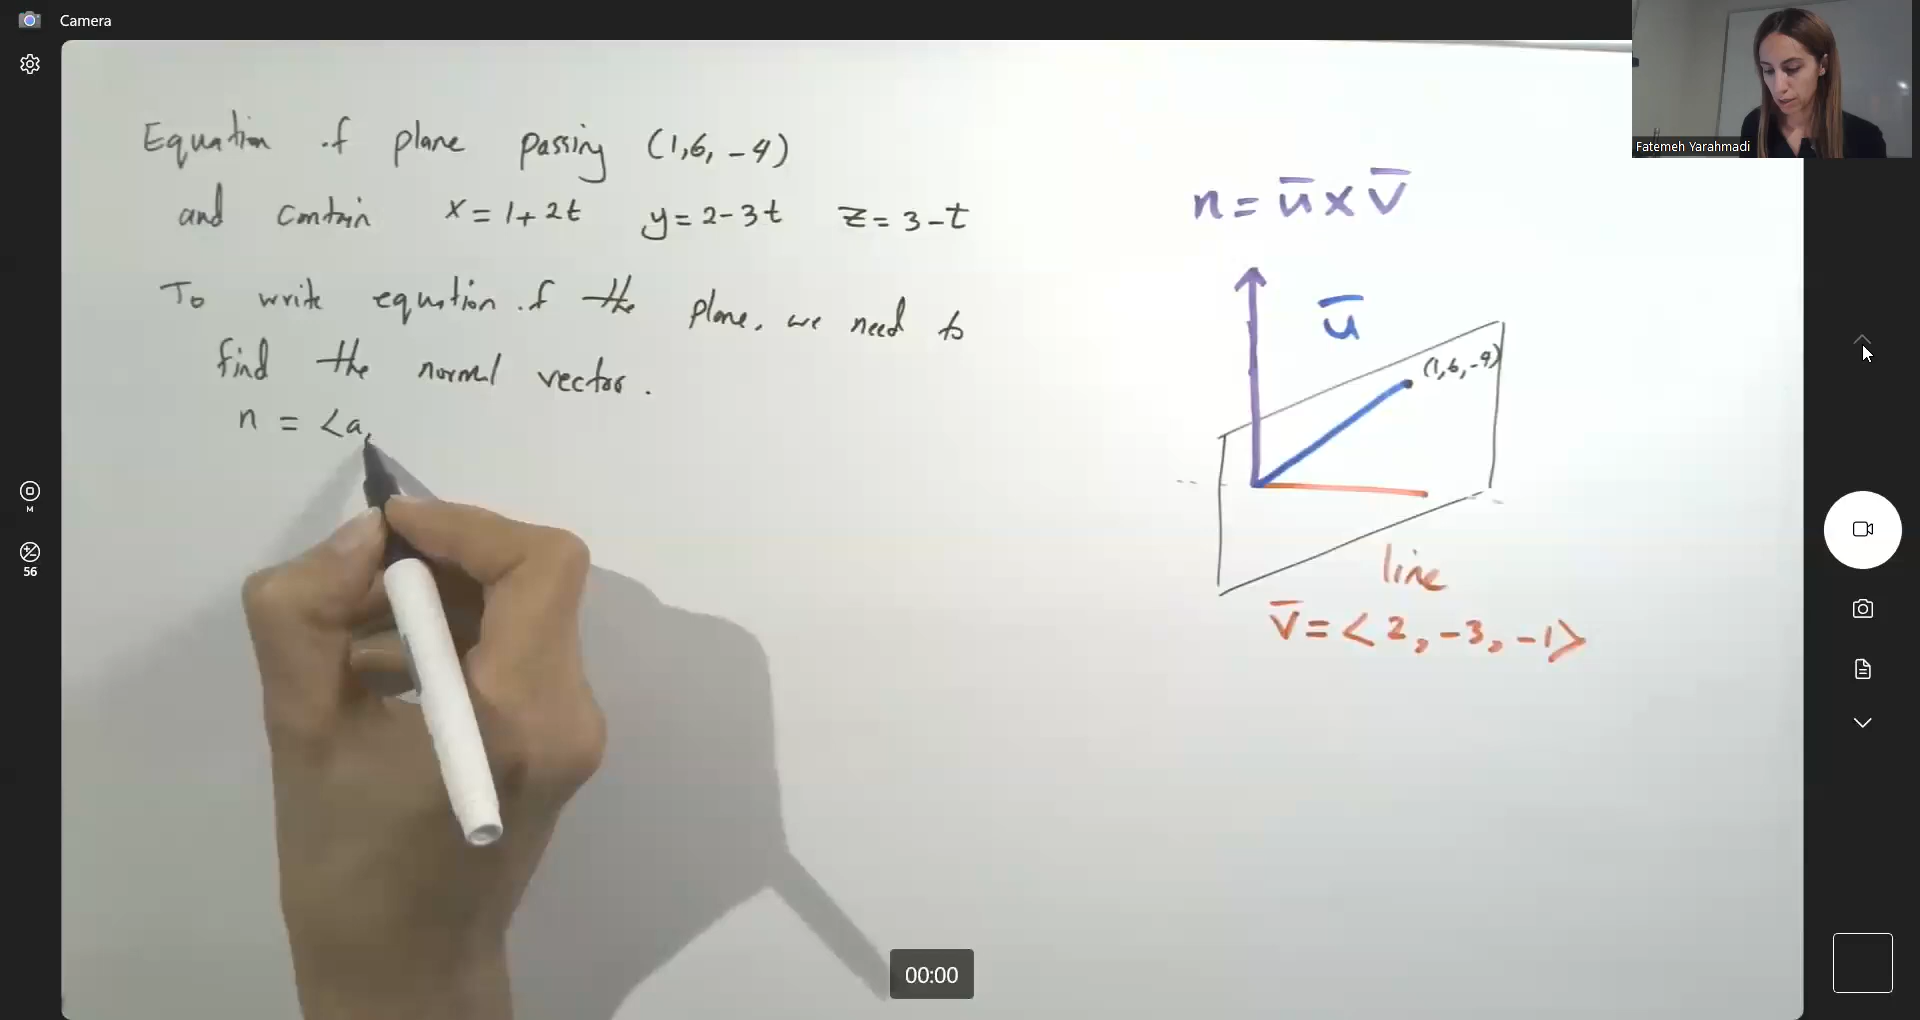 Camera
Fatemeh Yarahmadi
Equation of plane passing (1,6,-4)
and contain x=1+2t y=2-3t z=3-t
To write equation of the plane, we need to
find the normal vector.
n = <a,
n = u̅ x v̅
u̅
(1,6,-4)
line
v̅ = <2, -3, -1>
M
56
00:00